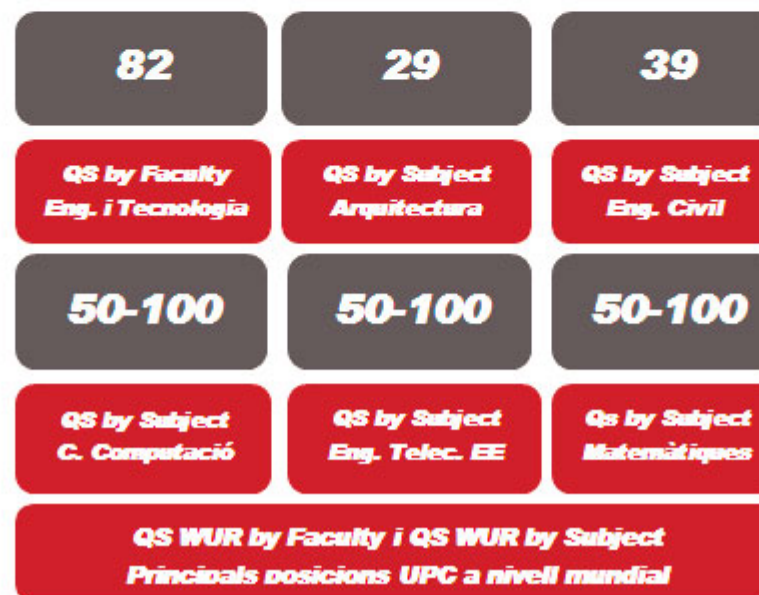 82
29
39
QS by Faculty
Eng. i Tecnologia
QS by Subject
Arquitectura
QS by Subject
Eng. Civil
50-100
50-100
50-100
QS by Subject
C. Computació
QS by Subject
Eng. Telec. EE
Qs by Subject
Matemàtiques
QS WUR by Faculty i QS WUR by Subject
Principals posicions UPC a nivell mundial